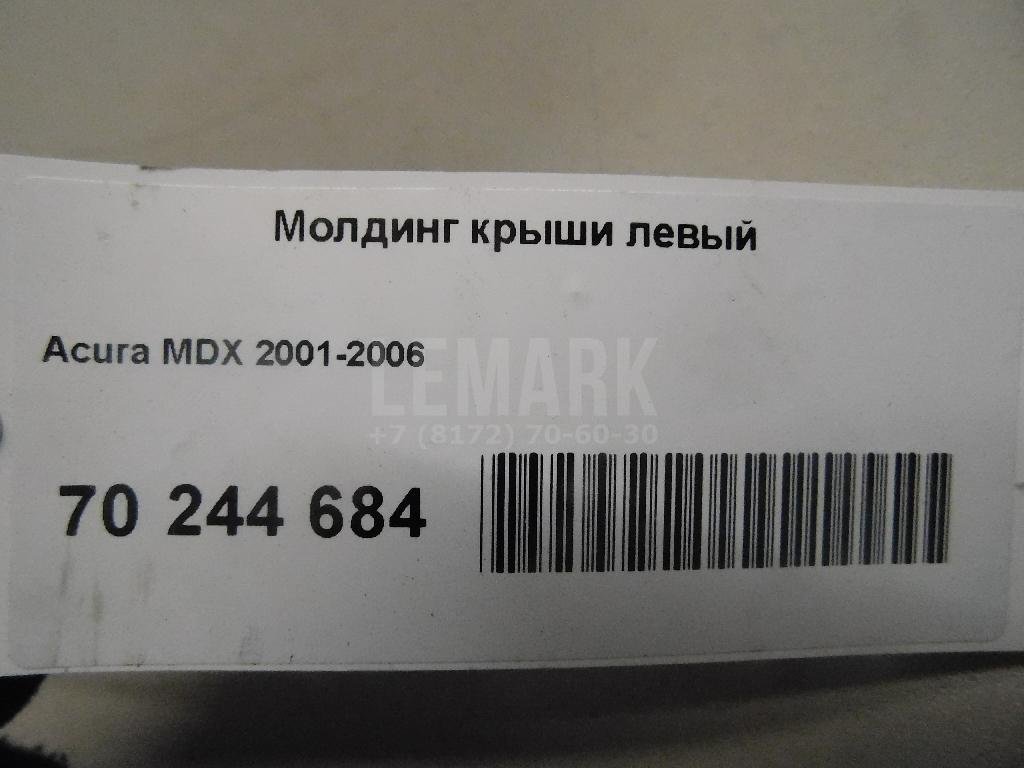 Молдинг крыши левый
Acura MDX 2001-2006
LEMARK
+7 (8172) 70-60-30
70 244 684